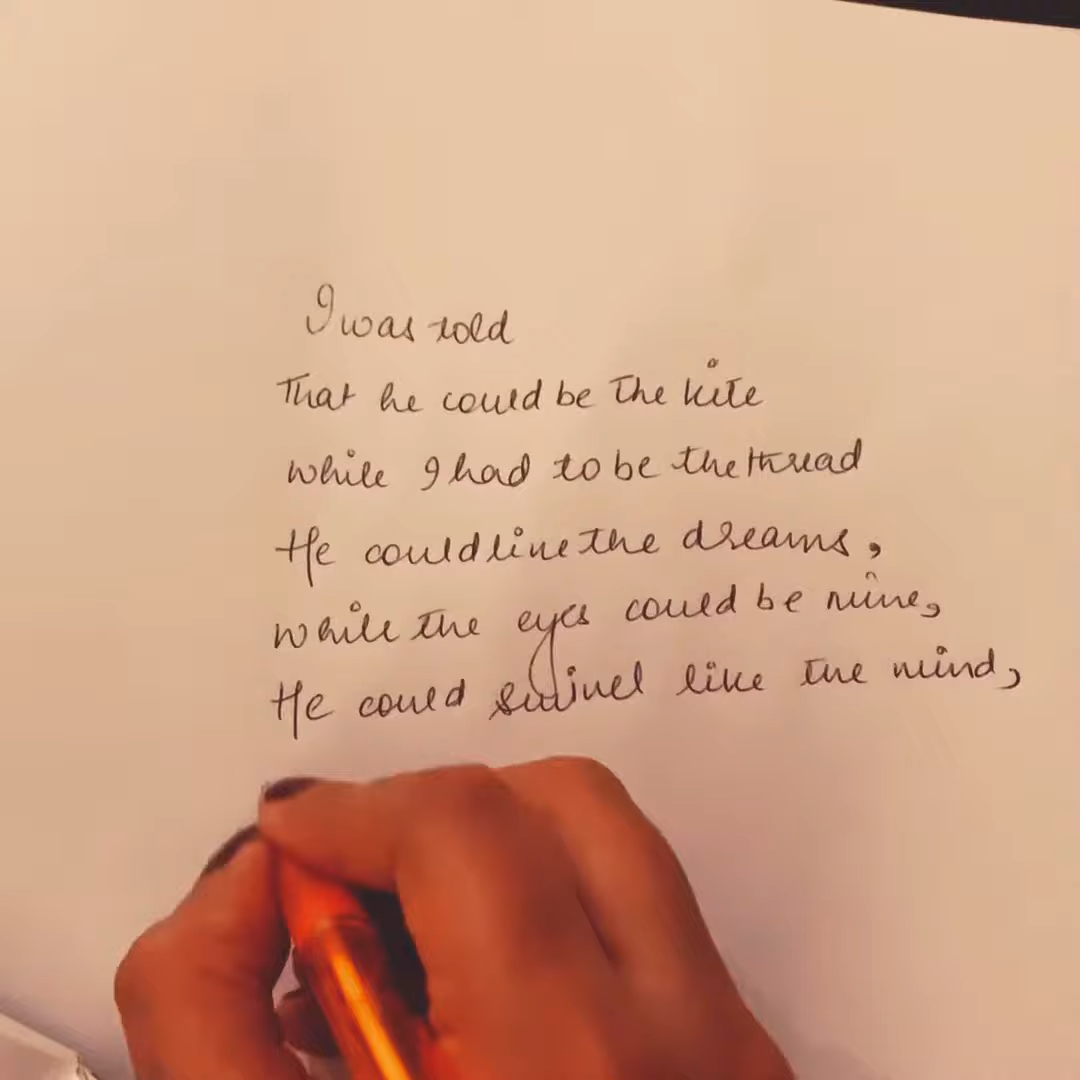 I was told
That he could be the kite
while I had to be the thread
He could live the dreams,
while the eyes could be mine,
He could like the mind,